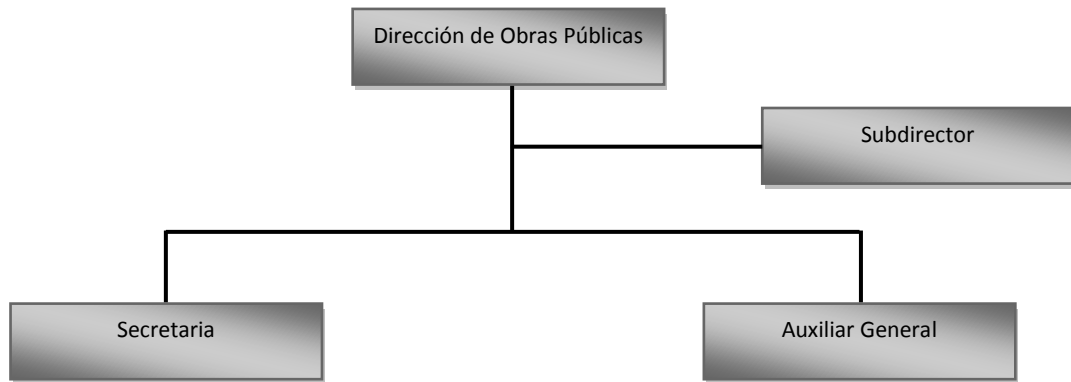 Dirección de Obras Públicas
Subdirector
Secretaria
Auxiliar General